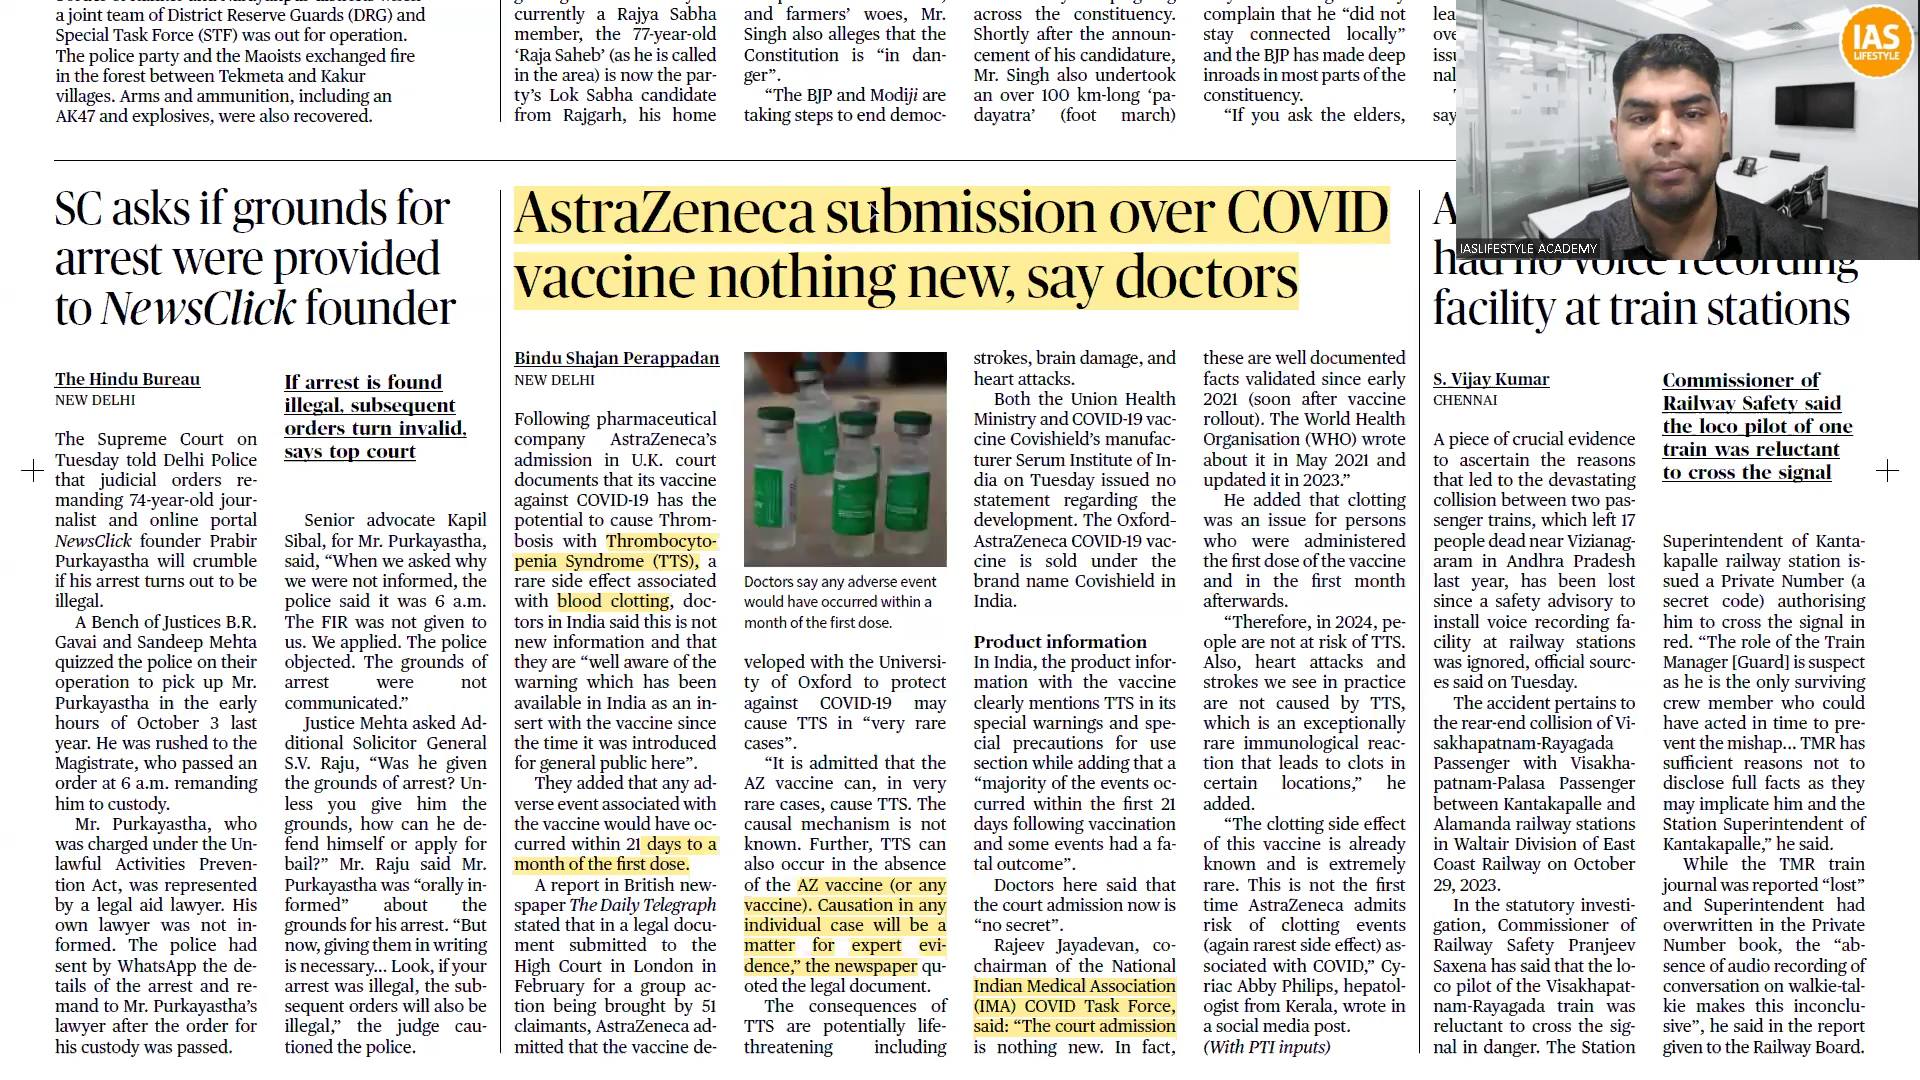 a joint team of District Reserve Guards (DRG) and
Special Task Force (STF) was out for operation.
The police party and the Maoists exchanged fire
in the forest between Tekmeta and Kakur
villages. Arms and ammunition, including an
AK47 and explosives, were also recovered.
currently a Rajya Sabha
member, the 77-year-old
‘Raja Saheb’ (as he is called
in the area) is now the par-
ty’s Lok Sabha candidate
from Rajgarh, his home
and farmers’ woes, Mr.
Singh also alleges that the
Constitution is “in dan-
ger”.
“The BJP and Modiji are
taking steps to end democ-
across the constituency.
Shortly after the announ-
cement of his candidature,
Mr. Singh also undertook
an over 100 km-long ‘pa-
dayatra’ (foot march)
complain that he “did not
stay connected locally”
and the BJP has made deep
inroads in most parts of the
constituency.
“If you ask the elders,
IAS
LIFESTYLE
IASLIFESTYLE ACADEMY
SC asks if grounds for
arrest were provided
to NewsClick founder
The Hindu Bureau
NEW DELHI
The Supreme Court on
Tuesday told Delhi Police
that judicial orders re-
manding 74-year-old jour-
nalist and online portal
NewsClick founder Prabir
Purkayastha will crumble
if his arrest turns out to be
illegal.
A Bench of Justices B.R.
Gavai and Sandeep Mehta
quizzed the police on their
operation to pick up Mr.
Purkayastha in the early
hours of October 3 last
year. He was rushed to the
Magistrate, who passed an
order at 6 a.m. remanding
him to custody.
Mr. Purkayastha, who
was charged under the Un-
lawful Activities Preven-
tion Act, was represented
by a legal aid lawyer. His
own lawyer was not in-
formed. The police had
sent by WhatsApp the de-
tails of the arrest and re-
mand to Mr. Purkayastha’s
lawyer after the order for
his custody was passed.
If arrest is found
illegal, subsequent
orders turn invalid,
says top court
Senior advocate Kapil
Sibal, for Mr. Purkayastha,
said, “When we asked why
we were not informed, the
police said it was 6 a.m.
The FIR was not given to
us. We applied. The police
objected. The grounds of
arrest were not
communicated.”
Justice Mehta asked Ad-
ditional Solicitor General
S.V. Raju, “Was he given
the grounds of arrest? Un-
less you give him the
grounds, how can he de-
fend himself or apply for
bail?” Mr. Raju said Mr.
Purkayastha was “orally in-
formed” about the
grounds for his arrest. “But
now, giving them in writing
is necessary... Look, if your
arrest was illegal, the sub-
sequent orders will also be
illegal,” the judge cau-
tioned the police.
AstraZeneca submission over COVID
vaccine nothing new, say doctors
Bindu Shajan Perappadan
NEW DELHI
Following pharmaceutical
company AstraZeneca’s
admission in U.K. court
documents that its vaccine
against COVID-19 has the
potential to cause Throm-
bosis with Thrombocyto-
penia Syndrome (TTS), a
rare side effect associated
with blood clotting, doc-
tors in India said this is not
new information and that
they are “well aware of the
warning which has been
available in India as an in-
sert with the vaccine since
the time it was introduced
for general public here”.
They added that any ad-
verse event associated with
the vaccine would have oc-
curred within 21 days to a
month of the first dose.
A report in British new-
spaper The Daily Telegraph
stated that in a legal docu-
ment submitted to the
High Court in London in
February for a group ac-
tion being brought by 51
claimants, AstraZeneca ad-
mitted that the vaccine de-
Doctors say any adverse event
would have occurred within a
month of the first dose.
veloped with the Universi-
ty of Oxford to protect
against COVID-19 may
cause TTS in “very rare
cases”.
“It is admitted that the
AZ vaccine can, in very
rare cases, cause TTS. The
causal mechanism is not
known. Further, TTS can
also occur in the absence
of the AZ vaccine (or any
vaccine). Causation in any
individual case will be a
matter for expert evi-
dence,” the newspaper qu-
oted the legal document.
The consequences of
TTS are potentially life-
threatening including
strokes, brain damage, and
heart attacks.
Both the Union Health
Ministry and COVID-19 vac-
cine Covishield’s manufac-
turer Serum Institute of In-
dia on Tuesday issued no
statement regarding the
development. The Oxford-
AstraZeneca COVID-19 vac-
cine is sold under the
brand name Covishield in
India.
Product information
In India, the product infor-
mation with the vaccine
clearly mentions TTS in its
special warnings and spe-
cial precautions for use
section while adding that a
“majority of the events oc-
curred within the first 21
days following vaccination
and some events had a fa-
tal outcome”.
Doctors here said that
the court admission now is
“no secret”.
Rajeev Jayadevan, co-
chairman of the National
Indian Medical Association
(IMA) COVID Task Force,
said: “The court admission
is nothing new. In fact,
these are well documented
facts validated since early
2021 (soon after vaccine
rollout). The World Health
Organisation (WHO) wrote
about it in May 2021 and
updated it in 2023.”
He added that clotting
was an issue for persons
who were administered
the first dose of the vaccine
and in the first month
afterwards.
“Therefore, in 2024, pe-
ople are not at risk of TTS.
Also, heart attacks and
strokes we see in practice
are not caused by TTS,
which is an exceptionally
rare immunological reac-
tion that leads to clots in
certain locations,” he
added.
“The clotting side effect
of this vaccine is already
known and is extremely
rare. This is not the first
time AstraZeneca admits
risk of clotting events
(again rarest side effect) as-
sociated with COVID,” Cy-
riac Abby Philips, hepatol-
ogist from Kerala, wrote in
a social media post.
(With PTI inputs)
had no voice recording
facility at train stations
S. Vijay Kumar
CHENNAI
A piece of crucial evidence
to ascertain the reasons
that led to the devastating
collision between two pas-
senger trains, which left 17
people dead near Vizianag-
aram in Andhra Pradesh
last year, has been lost
since a safety advisory to
install voice recording fa-
cility at railway stations
was ignored, official sourc-
es said on Tuesday.
The accident pertains to
the rear-end collision of Vi-
sakhapatnam-Rayagada
Passenger with Visakha-
patnam-Palasa Passenger
between Kantakapalle and
Alamanda railway stations
in Waltair Division of East
Coast Railway on October
29, 2023.
In the statutory investi-
gation, Commissioner of
Railway Safety Pranjeev
Saxena has said that the lo-
co pilot of the Visakhapat-
nam-Rayagada train was
reluctant to cross the sig-
nal in danger. The Station
Commissioner of
Railway Safety said
the loco pilot of one
train was reluctant
to cross the signal
Superintendent of Kanta-
kapalle railway station is-
sued a Private Number (a
secret code) authorising
him to cross the signal in
red. “The role of the Train
Manager [Guard] is suspect
as he is the only surviving
crew member who could
have acted in time to pre-
vent the mishap... TMR has
sufficient reasons not to
disclose full facts as they
may implicate him and the
Station Superintendent of
Kantakapalle,” he said.
While the TMR train
journal was reported “lost”
and Superintendent had
overwritten in the Private
Number book, the “ab-
sence of audio recording of
conversation on walkie-tal-
kie makes this inconclu-
sive”, he said in the report
given to the Railway Board.